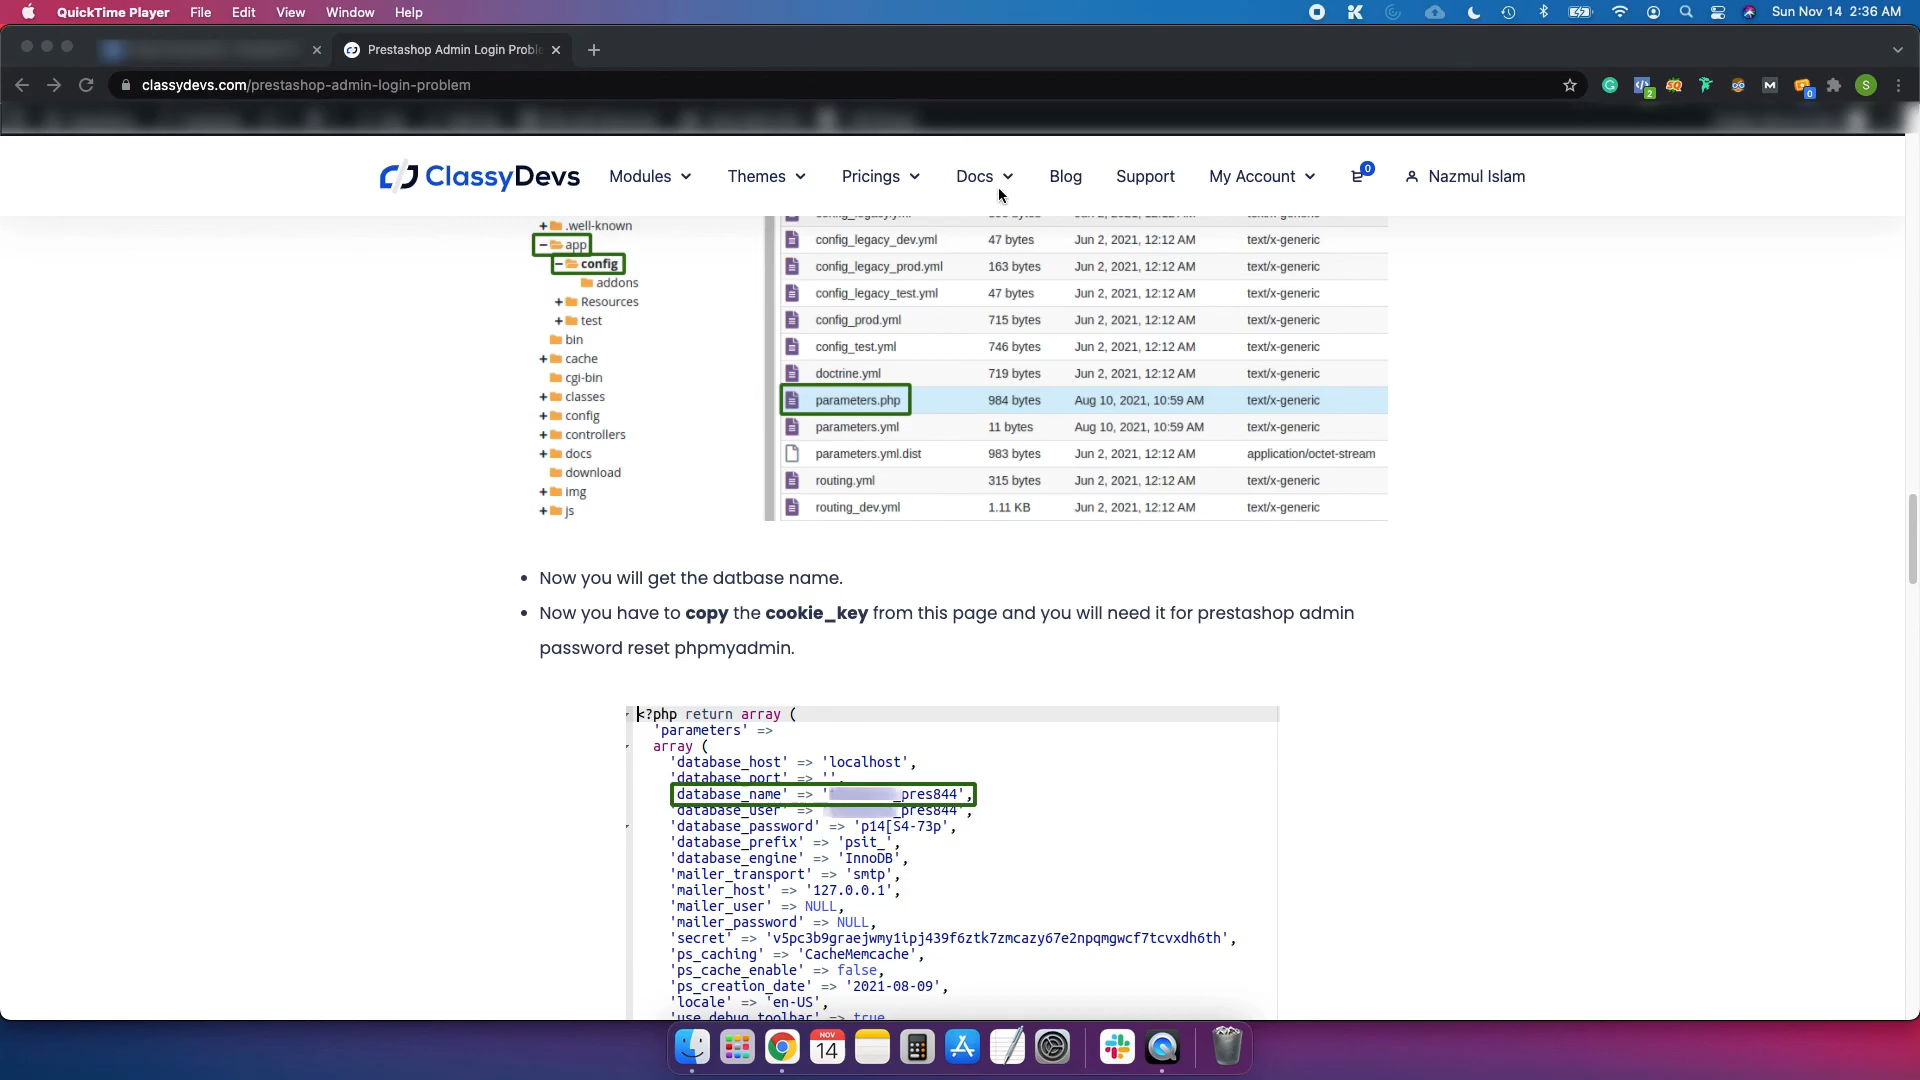 QuickTime Player File Edit View Window Help Sun Nov 14 2:36 AM
Prestashop Admin Login Proble
classydevs.com/prestashop-admin-login-problem
ClassyDevs Modules Themes Pricings Docs Blog Support My Account 0 Nazmul Islam
.well-known
app
config
addons
Resources
test
bin
cache
cgi-bin
classes
config
controllers
docs
download
img
js
config_legacy_dev.yml 47 bytes Jun 2, 2021, 12:12 AM text/x-generic
config_legacy_prod.yml 163 bytes Jun 2, 2021, 12:12 AM text/x-generic
config_legacy_test.yml 47 bytes Jun 2, 2021, 12:12 AM text/x-generic
config_prod.yml 715 bytes Jun 2, 2021, 12:12 AM text/x-generic
config_test.yml 746 bytes Jun 2, 2021, 12:12 AM text/x-generic
doctrine.yml 719 bytes Jun 2, 2021, 12:12 AM text/x-generic
parameters.php 984 bytes Aug 10, 2021, 10:59 AM text/x-generic
parameters.yml 11 bytes Aug 10, 2021, 10:59 AM text/x-generic
parameters.yml.dist 983 bytes Jun 2, 2021, 12:12 AM application/octet-stream
routing.yml 315 bytes Jun 2, 2021, 12:12 AM text/x-generic
routing_dev.yml 1.11 KB Jun 2, 2021, 12:12 AM text/x-generic
• Now you will get the datbase name.
• Now you have to copy the cookie_key from this page and you will need it for prestashop admin
password reset phpmyadmin.
<?php return array (
'parameters' =>
array (
'database_host' => 'localhost',
'database_port' => '',
database_name' => ' _pres844',
'database_user' => _pres844',
'database_password' => 'p14[S4-73p',
'database_prefix' => 'psit_',
'database_engine' => 'InnoDB',
'mailer_transport' => 'smtp',
'mailer_host' => '127.0.0.1',
'mailer_user' => NULL,
'mailer_password' => NULL,
'secret' => 'v5pc3b9graejwmy1ipj439f6ztk7zmcazy67e2npqmgwcf7tcvxdh6th',
'ps_caching' => 'CacheMemcache',
'ps_cache_enable' => false,
'ps_creation_date' => '2021-08-09',
'locale' => 'en-US',
'use_debug_toolbar' => true
NOV
14